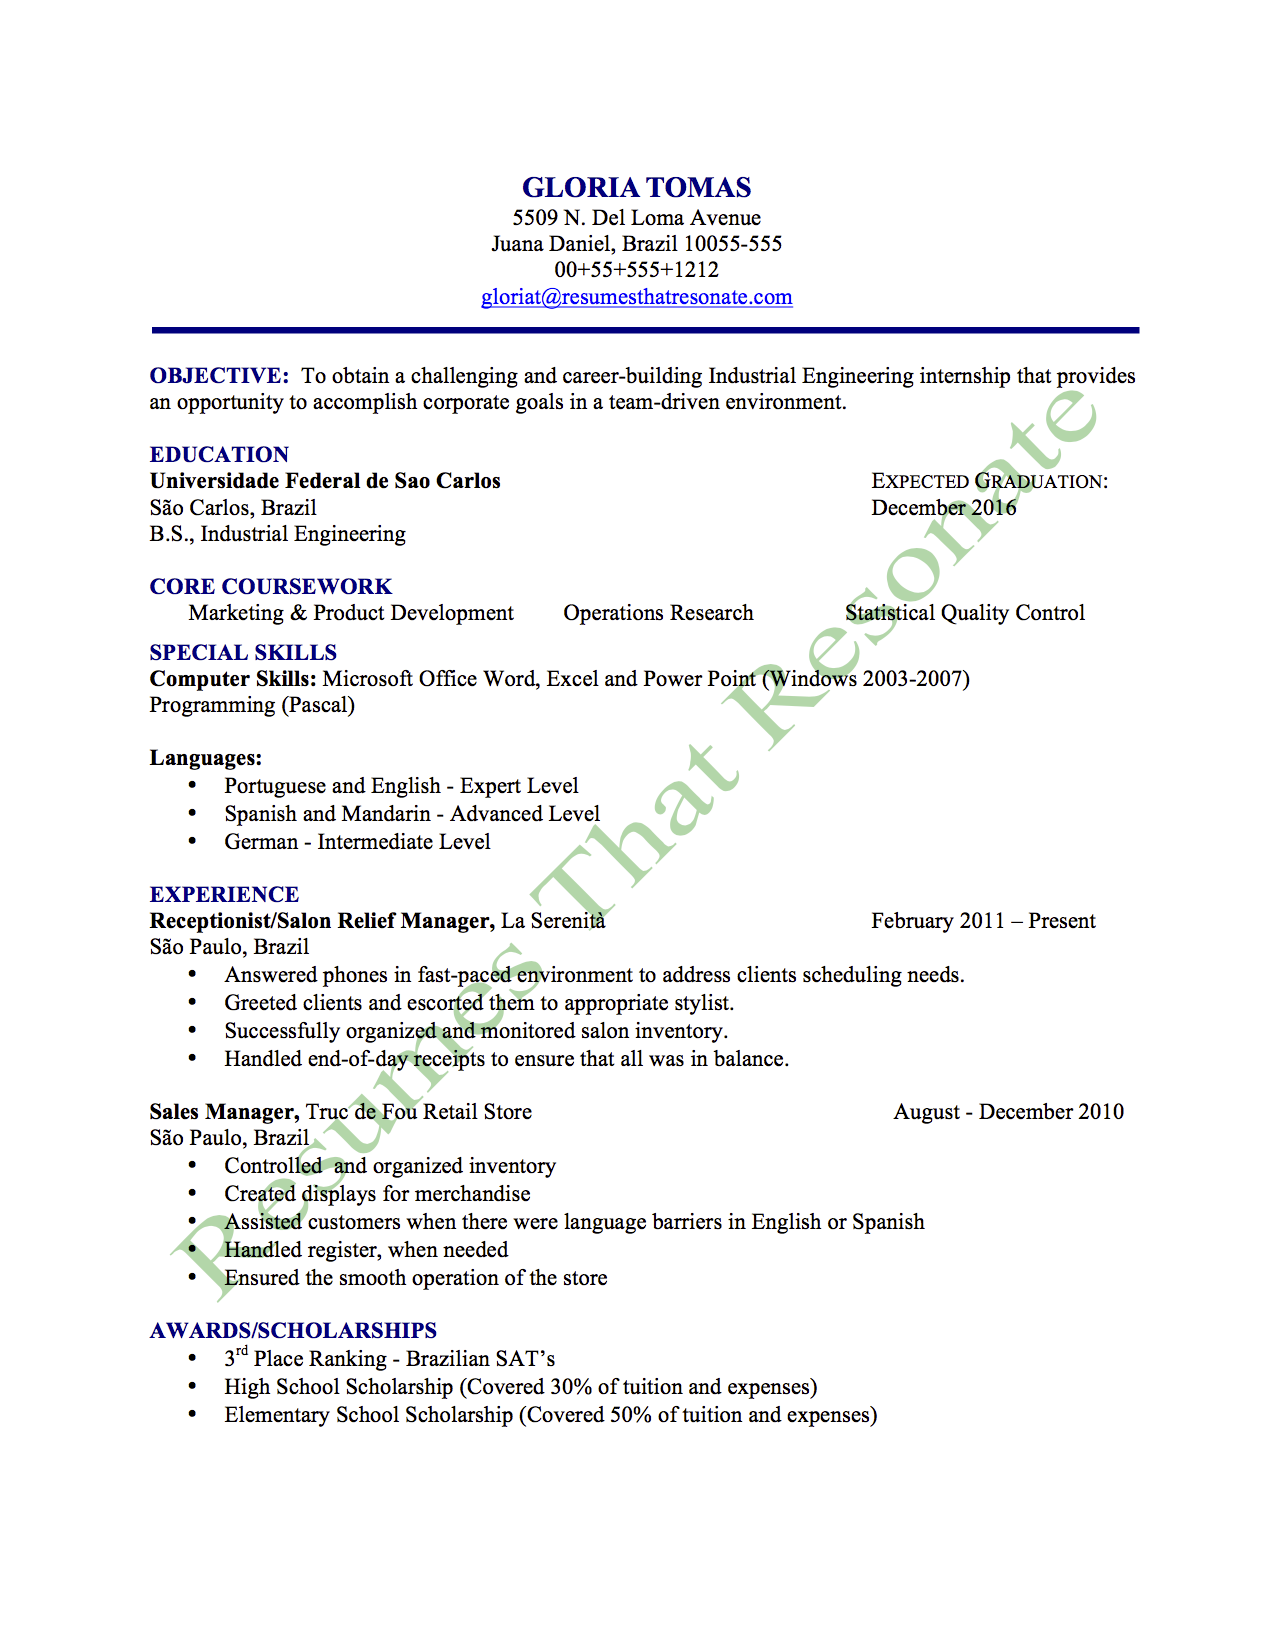 GLORIA TOMAS
5509 N. Del Loma Avenue
Juana Daniel, Brazil 10055-555
00+55+555+1212
gloriat@resumesthatresonate.com
OBJECTIVE: To obtain a challenging and career-building Industrial Engineering internship that provides
an opportunity to accomplish corporate goals in a team-driven environment.
EDUCATION
Universidade Federal de Sao Carlos EXPECTED GRADUATION:
São Carlos, Brazil December 2016
B.S., Industrial Engineering
CORE COURSEWORK
Marketing & Product Development Operations Research Statistical Quality Control
SPECIAL SKILLS
Computer Skills: Microsoft Office Word, Excel and Power Point (Windows 2003-2007)
Programming (Pascal)
Languages:
• Portuguese and English - Expert Level
• Spanish and Mandarin - Advanced Level
• German - Intermediate Level
EXPERIENCE
Receptionist/Salon Relief Manager, La Serenità February 2011 – Present
São Paulo, Brazil
• Answered phones in fast-paced environment to address clients scheduling needs.
• Greeted clients and escorted them to appropriate stylist.
• Successfully organized and monitored salon inventory.
• Handled end-of-day receipts to ensure that all was in balance.
Sales Manager, Truc de Fou Retail Store August - December 2010
São Paulo, Brazil
• Controlled  and organized inventory
• Created displays for merchandise
• Assisted customers when there were language barriers in English or Spanish
• Handled register, when needed
• Ensured the smooth operation of the store
AWARDS/SCHOLARSHIPS
• 3rd Place Ranking - Brazilian SAT’s
• High School Scholarship (Covered 30% of tuition and expenses)
• Elementary School Scholarship (Covered 50% of tuition and expenses)
Resumes That Resonate